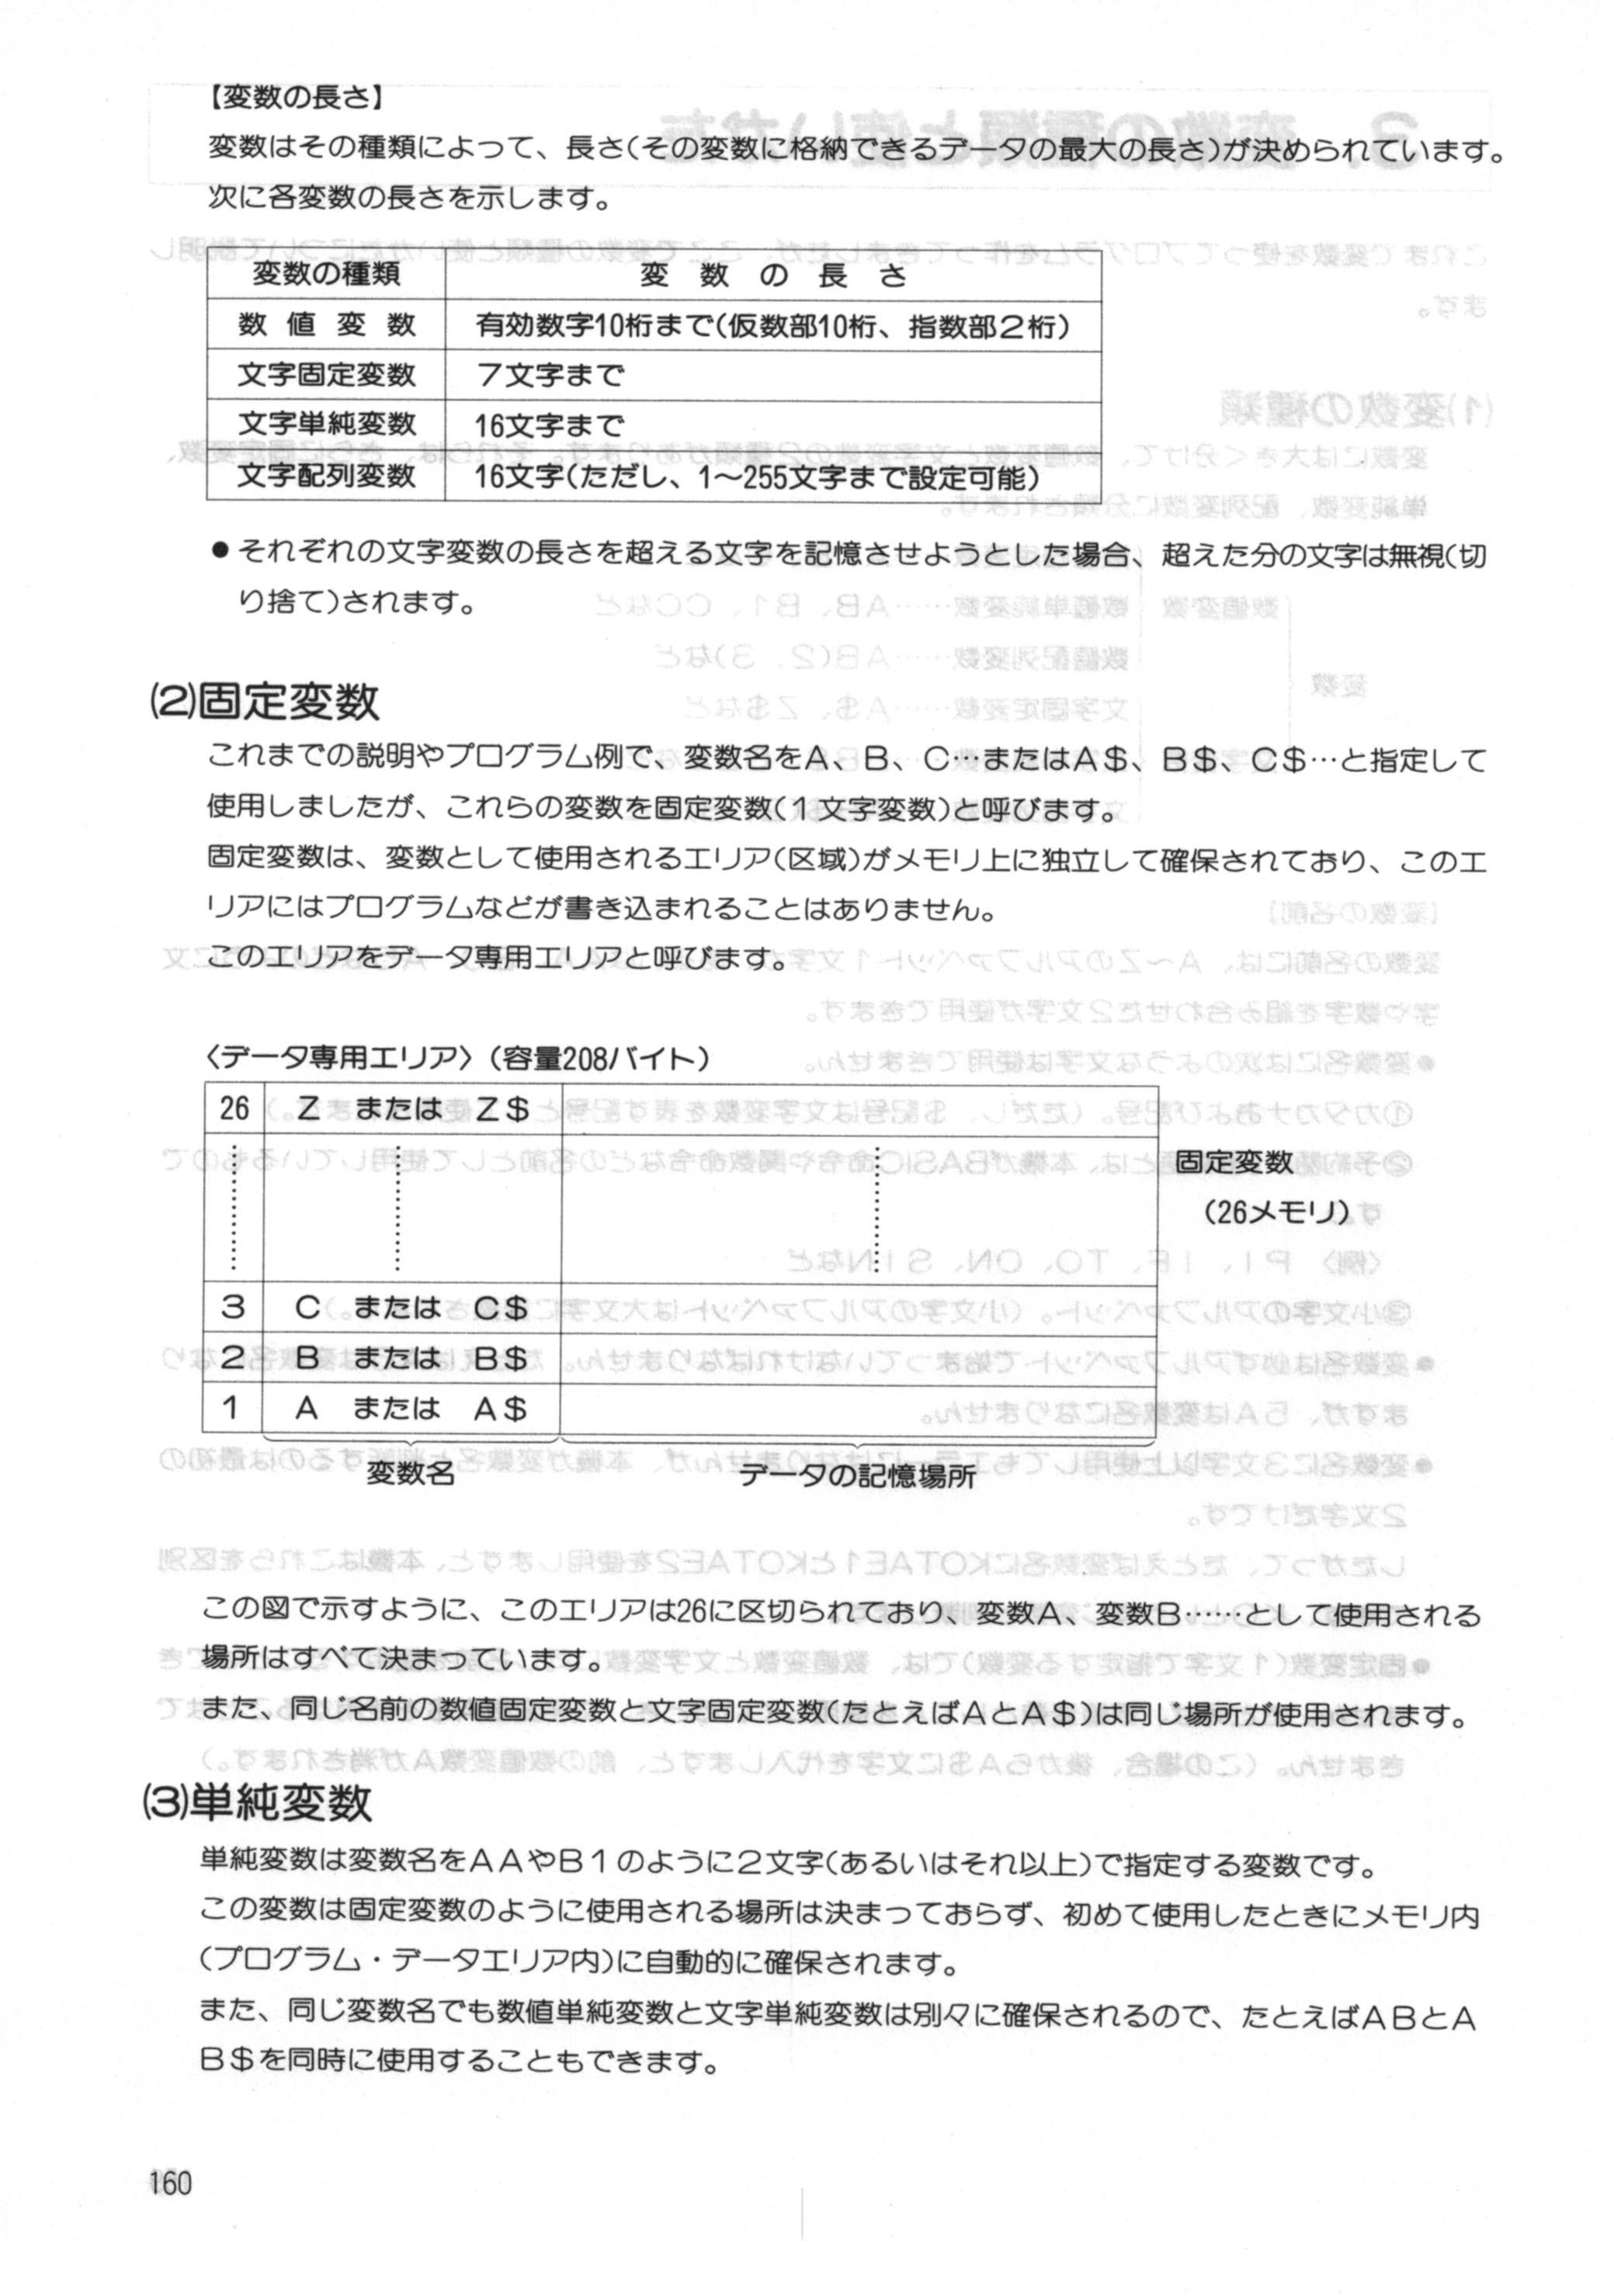 【変数の長さ】
変数はその種類によって、長さ(その変数に格納できるデータの最大の長さ)が決められています。
次に各変数の長さを示します。
変数の種類 変数の長さ
数値変数 有効数字10桁まで(仮数部10桁、指数部2桁)
文字固定変数 7文字まで
文字単純変数 16文字まで
文字配列変数 16文字(ただし、1〜255文字まで設定可能)
●それぞれの文字変数の長さを超える文字を記憶させようとした場合、超えた分の文字は無視(切
り捨て)されます。
(2)固定変数
これまでの説明やプログラム例で、変数名をA、B、C…またはA$、B$、C$…と指定して
使用しましたが、これらの変数を固定変数(1文字変数)と呼びます。
固定変数は、変数として使用されるエリア(区域)がメモリ上に独立して確保されており、このエ
リアにはプログラムなどが書き込まれることはありません。
このエリアをデータ専用エリアと呼びます。
〈データ専用エリア〉(容量208バイト)
26 Z または Z$
固定変数
(26メモリ)
3 C または C$
2 B または B$
1 A または A$
変数名 データの記憶場所
この図で示すように、このエリアは26に区切られており、変数A、変数B……として使用される
場所はすべて決まっています。
また、同じ名前の数値固定変数と文字固定変数(たとえばAとA$)は同じ場所が使用されます。
(3)単純変数
単純変数は変数名をAAやB1のように2文字(あるいはそれ以上)で指定する変数です。
この変数は固定変数のように使用される場所は決まっておらず、初めて使用したときにメモリ内
(プログラム・データエリア内)に自動的に確保されます。
また、同じ変数名でも数値単純変数と文字単純変数は別々に確保されるので、たとえばABとA
B$を同時に使用することもできます。
160